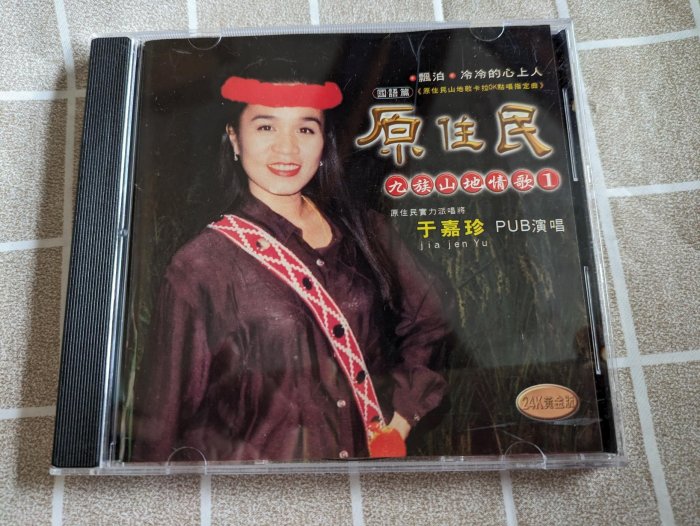 •飄泊•冷冷的心上人
國語篇
《原住民山地歌卡拉OK點唱指定曲》
原住民
九族山地情歌1
原住民實力派唱將
于嘉珍 PUB演唱
jia jen Yu
24K黃金版